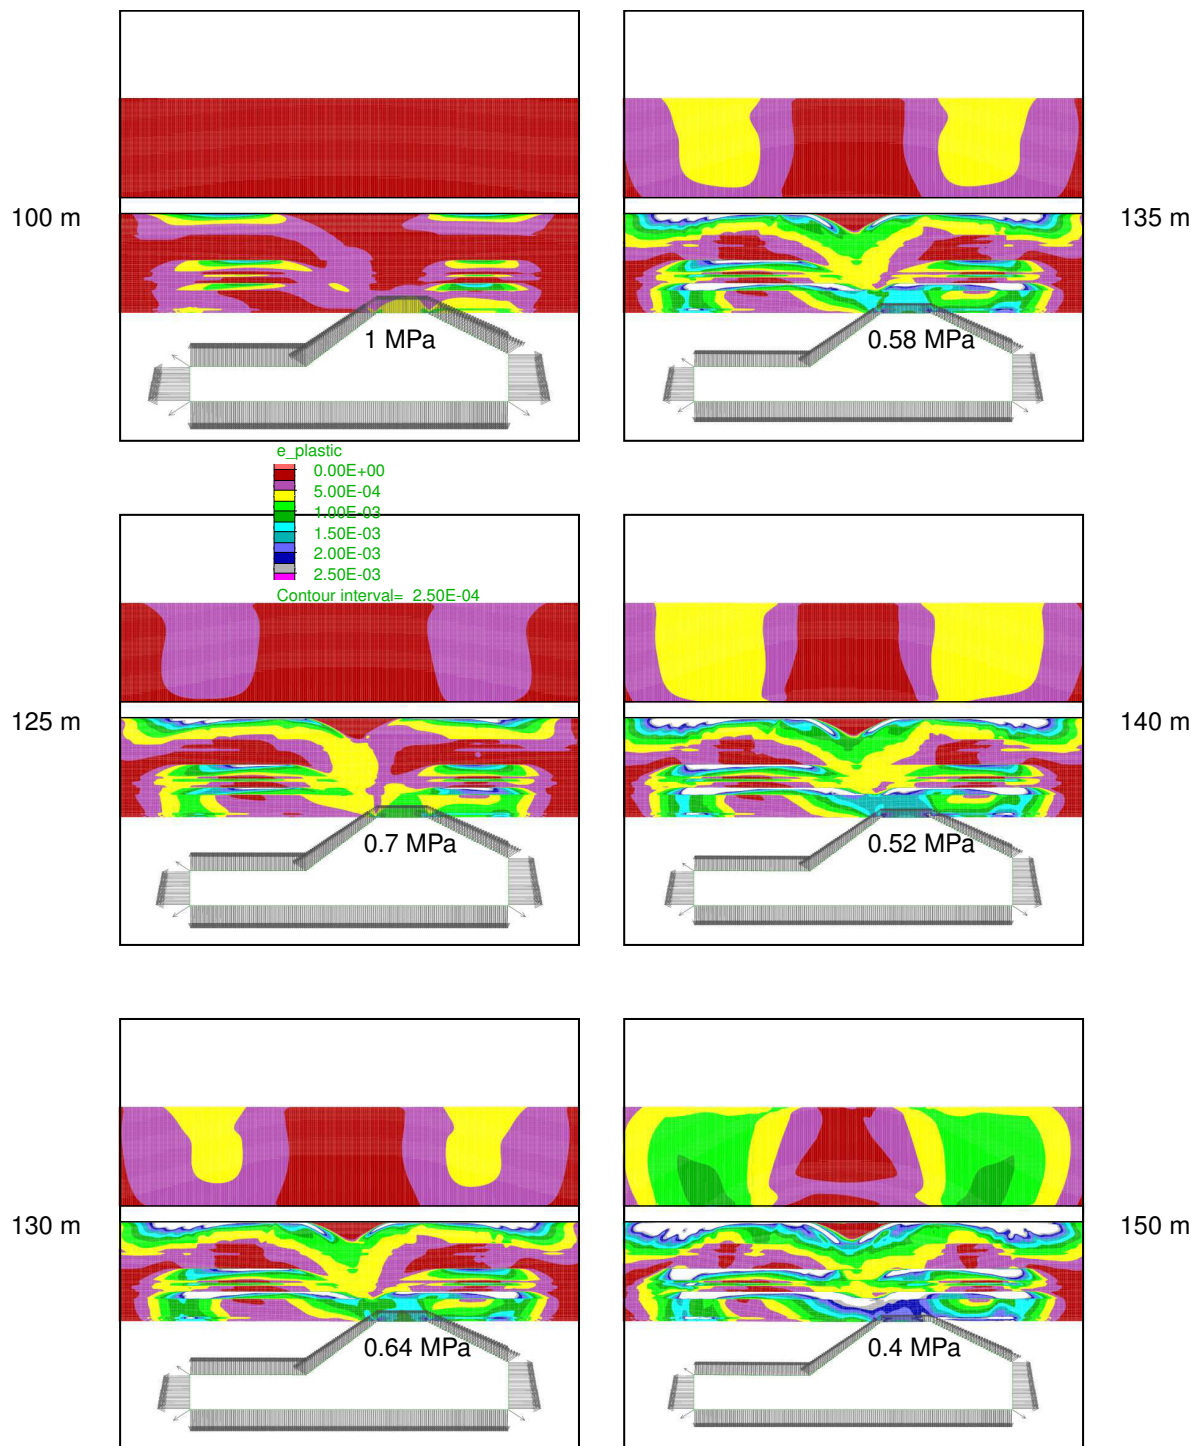 100 m
135 m
1 MPa
0.58 MPa
e_plastic
0.00E+00
5.00E-04
1.00E-03
1.50E-03
2.00E-03
2.50E-03
Contour interval= 2.50E-04
125 m
140 m
0.7 MPa
0.52 MPa
130 m
150 m
0.64 MPa
0.4 MPa